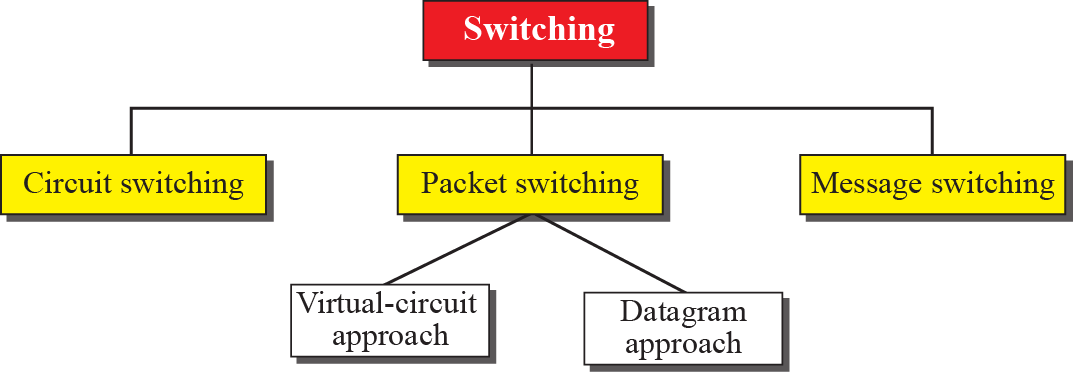 Switching
Circuit switching
Packet switching
Message switching
Virtual-circuit
approach
Datagram
approach